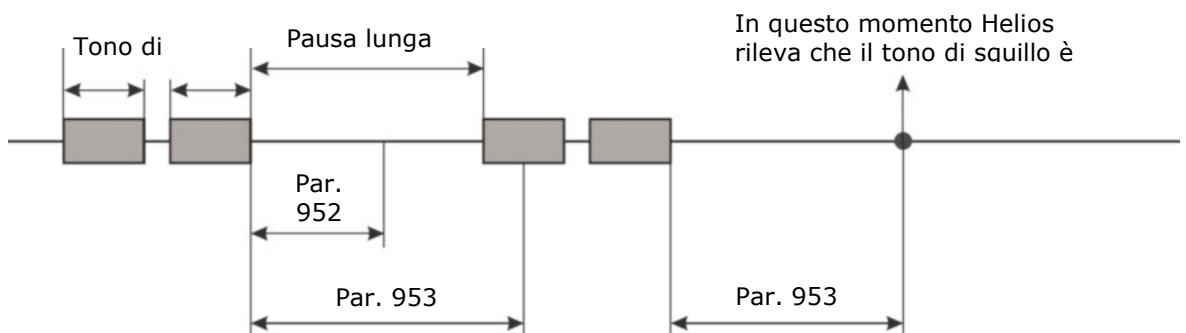 In questo momento Helios
rileva che il tono di squillo è
Tono di
Pausa lunga
Par.
952
Par. 953
Par. 953